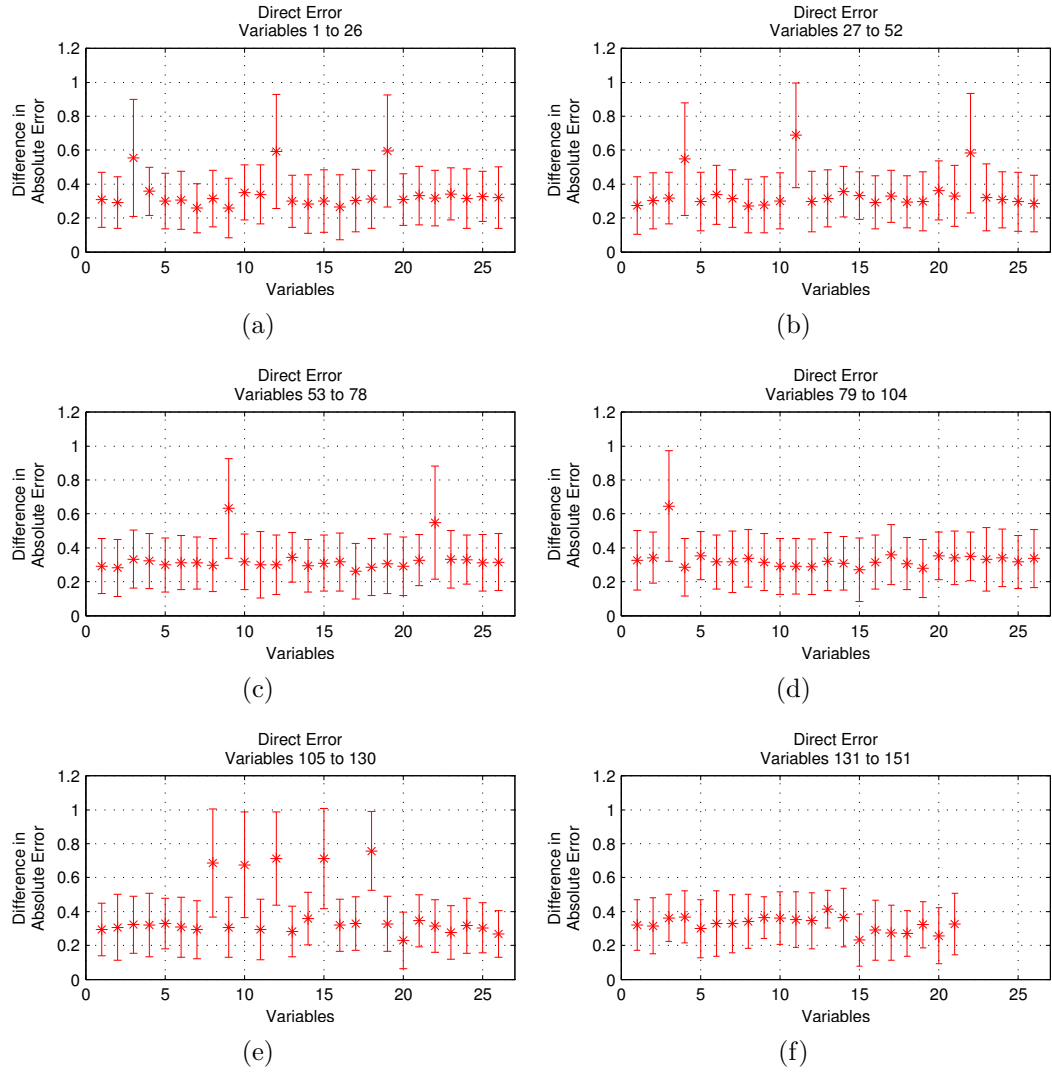 Direct Error
Variables 1 to 26
1.2
1
0.8
0.6
0.4
0.2
0
Difference in
Absolute Error
0 5 10 15 20 25
Variables
(a)
Direct Error
Variables 27 to 52
1.2
1
0.8
0.6
0.4
0.2
0
Difference in
Absolute Error
0 5 10 15 20 25
Variables
(b)
Direct Error
Variables 53 to 78
1.2
1
0.8
0.6
0.4
0.2
0
Difference in
Absolute Error
0 5 10 15 20 25
Variables
(c)
Direct Error
Variables 79 to 104
1.2
1
0.8
0.6
0.4
0.2
0
Difference in
Absolute Error
0 5 10 15 20 25
Variables
(d)
Direct Error
Variables 105 to 130
1.2
1
0.8
0.6
0.4
0.2
0
Difference in
Absolute Error
0 5 10 15 20 25
Variables
(e)
Direct Error
Variables 131 to 151
1.2
1
0.8
0.6
0.4
0.2
0
Difference in
Absolute Error
0 5 10 15 20 25
Variables
(f)